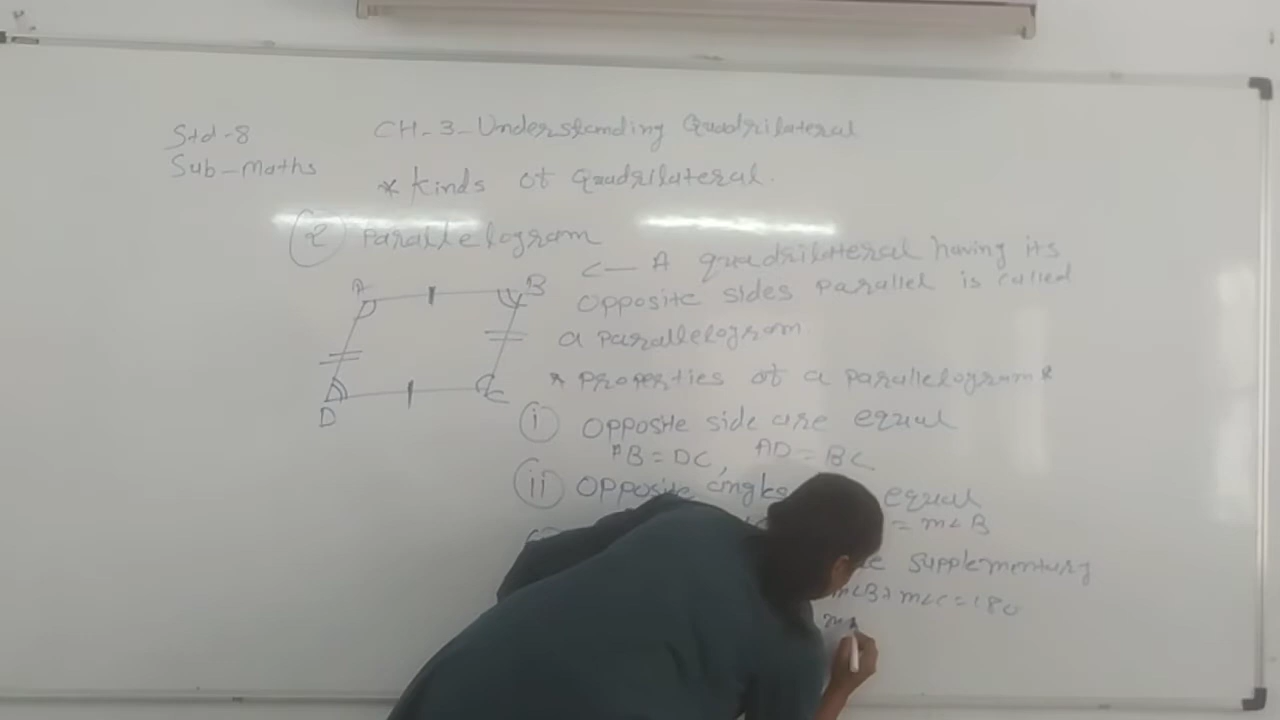 Std-8
Sub-Maths
CH-3-Understanding Quadrilateral
* Kinds of Quadrilateral.
(2) Parallelogram
A B
D C
A quadrilateral having its
opposite sides parallel is called
a parallelogram.
* Properties of a parallelogram *
(i) Opposite side are equal
AB = DC, AD = BC
(ii) Opposite angles equal
= m∠B
supplementary
m∠B + m∠C = 180